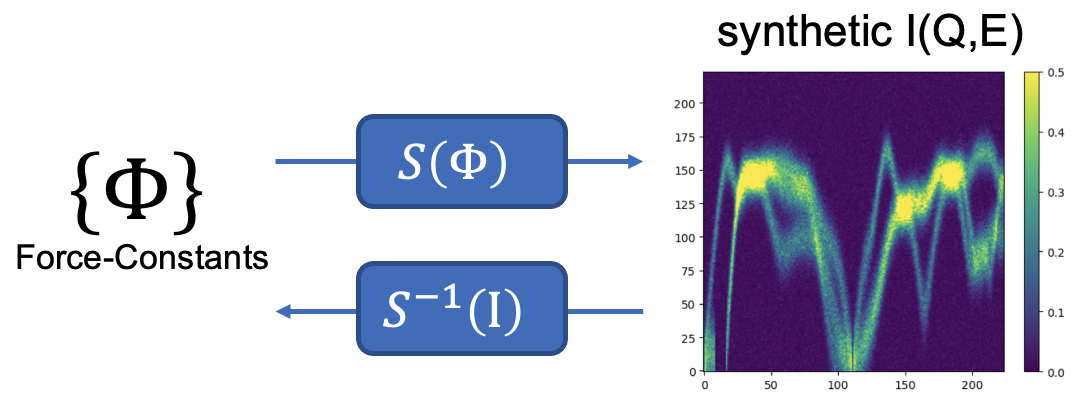 synthetic I(Q,E)
{Φ}
Force-Constants
S(Φ)
S⁻¹(I)
200
175
150
125
100
75
50
25
0
0 50 100 150 200
0.5
0.4
0.3
0.2
0.1
0.0